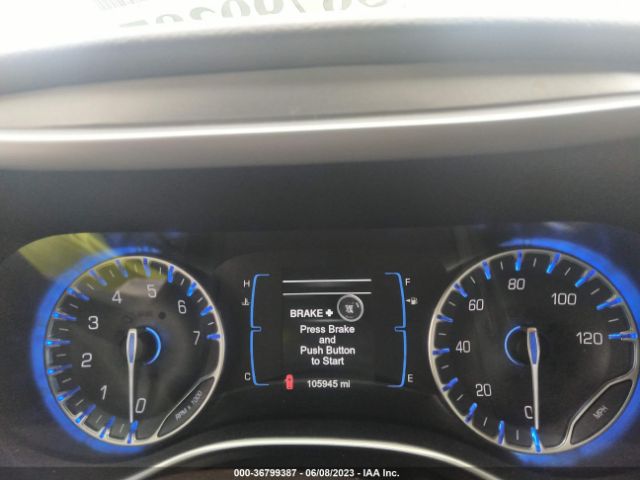 H
F
BRAKE +
Press Brake
and
Push Button
to Start
C
E
105945 mi
0
1
2
3
4
5
6
7
RPM x 1000
0
20
40
60
80
100
120
MPH
000-36799387 - 06/08/2023 - IAA Inc.